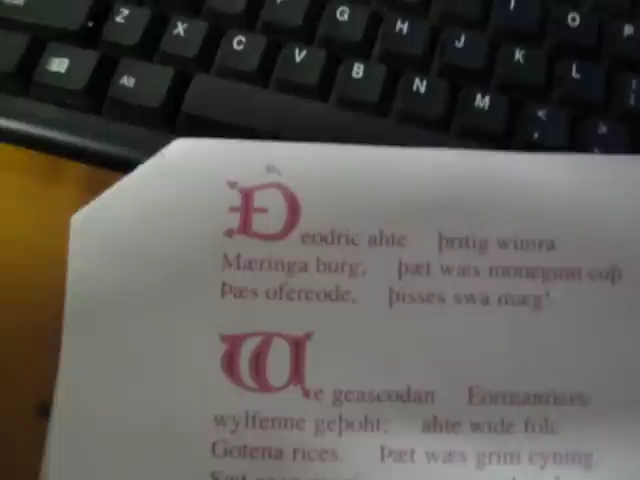 Z X C V B N M G H J K L I O P
Alt
< ,
>
Ðeodric ahte þritig wintra
Mæringa burg; þæt wæs monegum cuþ
Þæs ofereode, þisses swa mæg!
We geascodan Eormanrices
wylfenne geþoht; ahte wide folc
Gotena rices. Þæt wæs grim cyning.